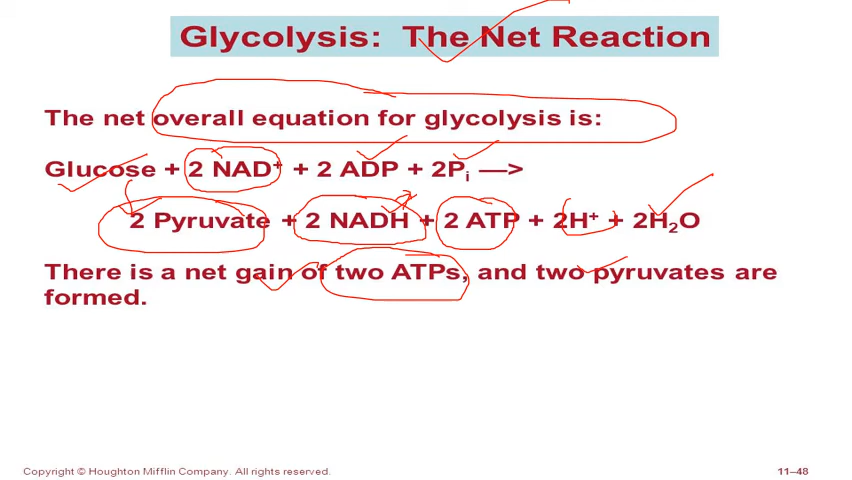 Glycolysis: The Net Reaction
The net overall equation for glycolysis is:
Glucose + 2 NAD⁺ + 2 ADP + 2Pᵢ —>
2 Pyruvate + 2 NADH + 2 ATP + 2H⁺ + 2H₂O
There is a net gain of two ATPs, and two pyruvates are
formed.
Copyright © Houghton Mifflin Company. All rights reserved.
11–48